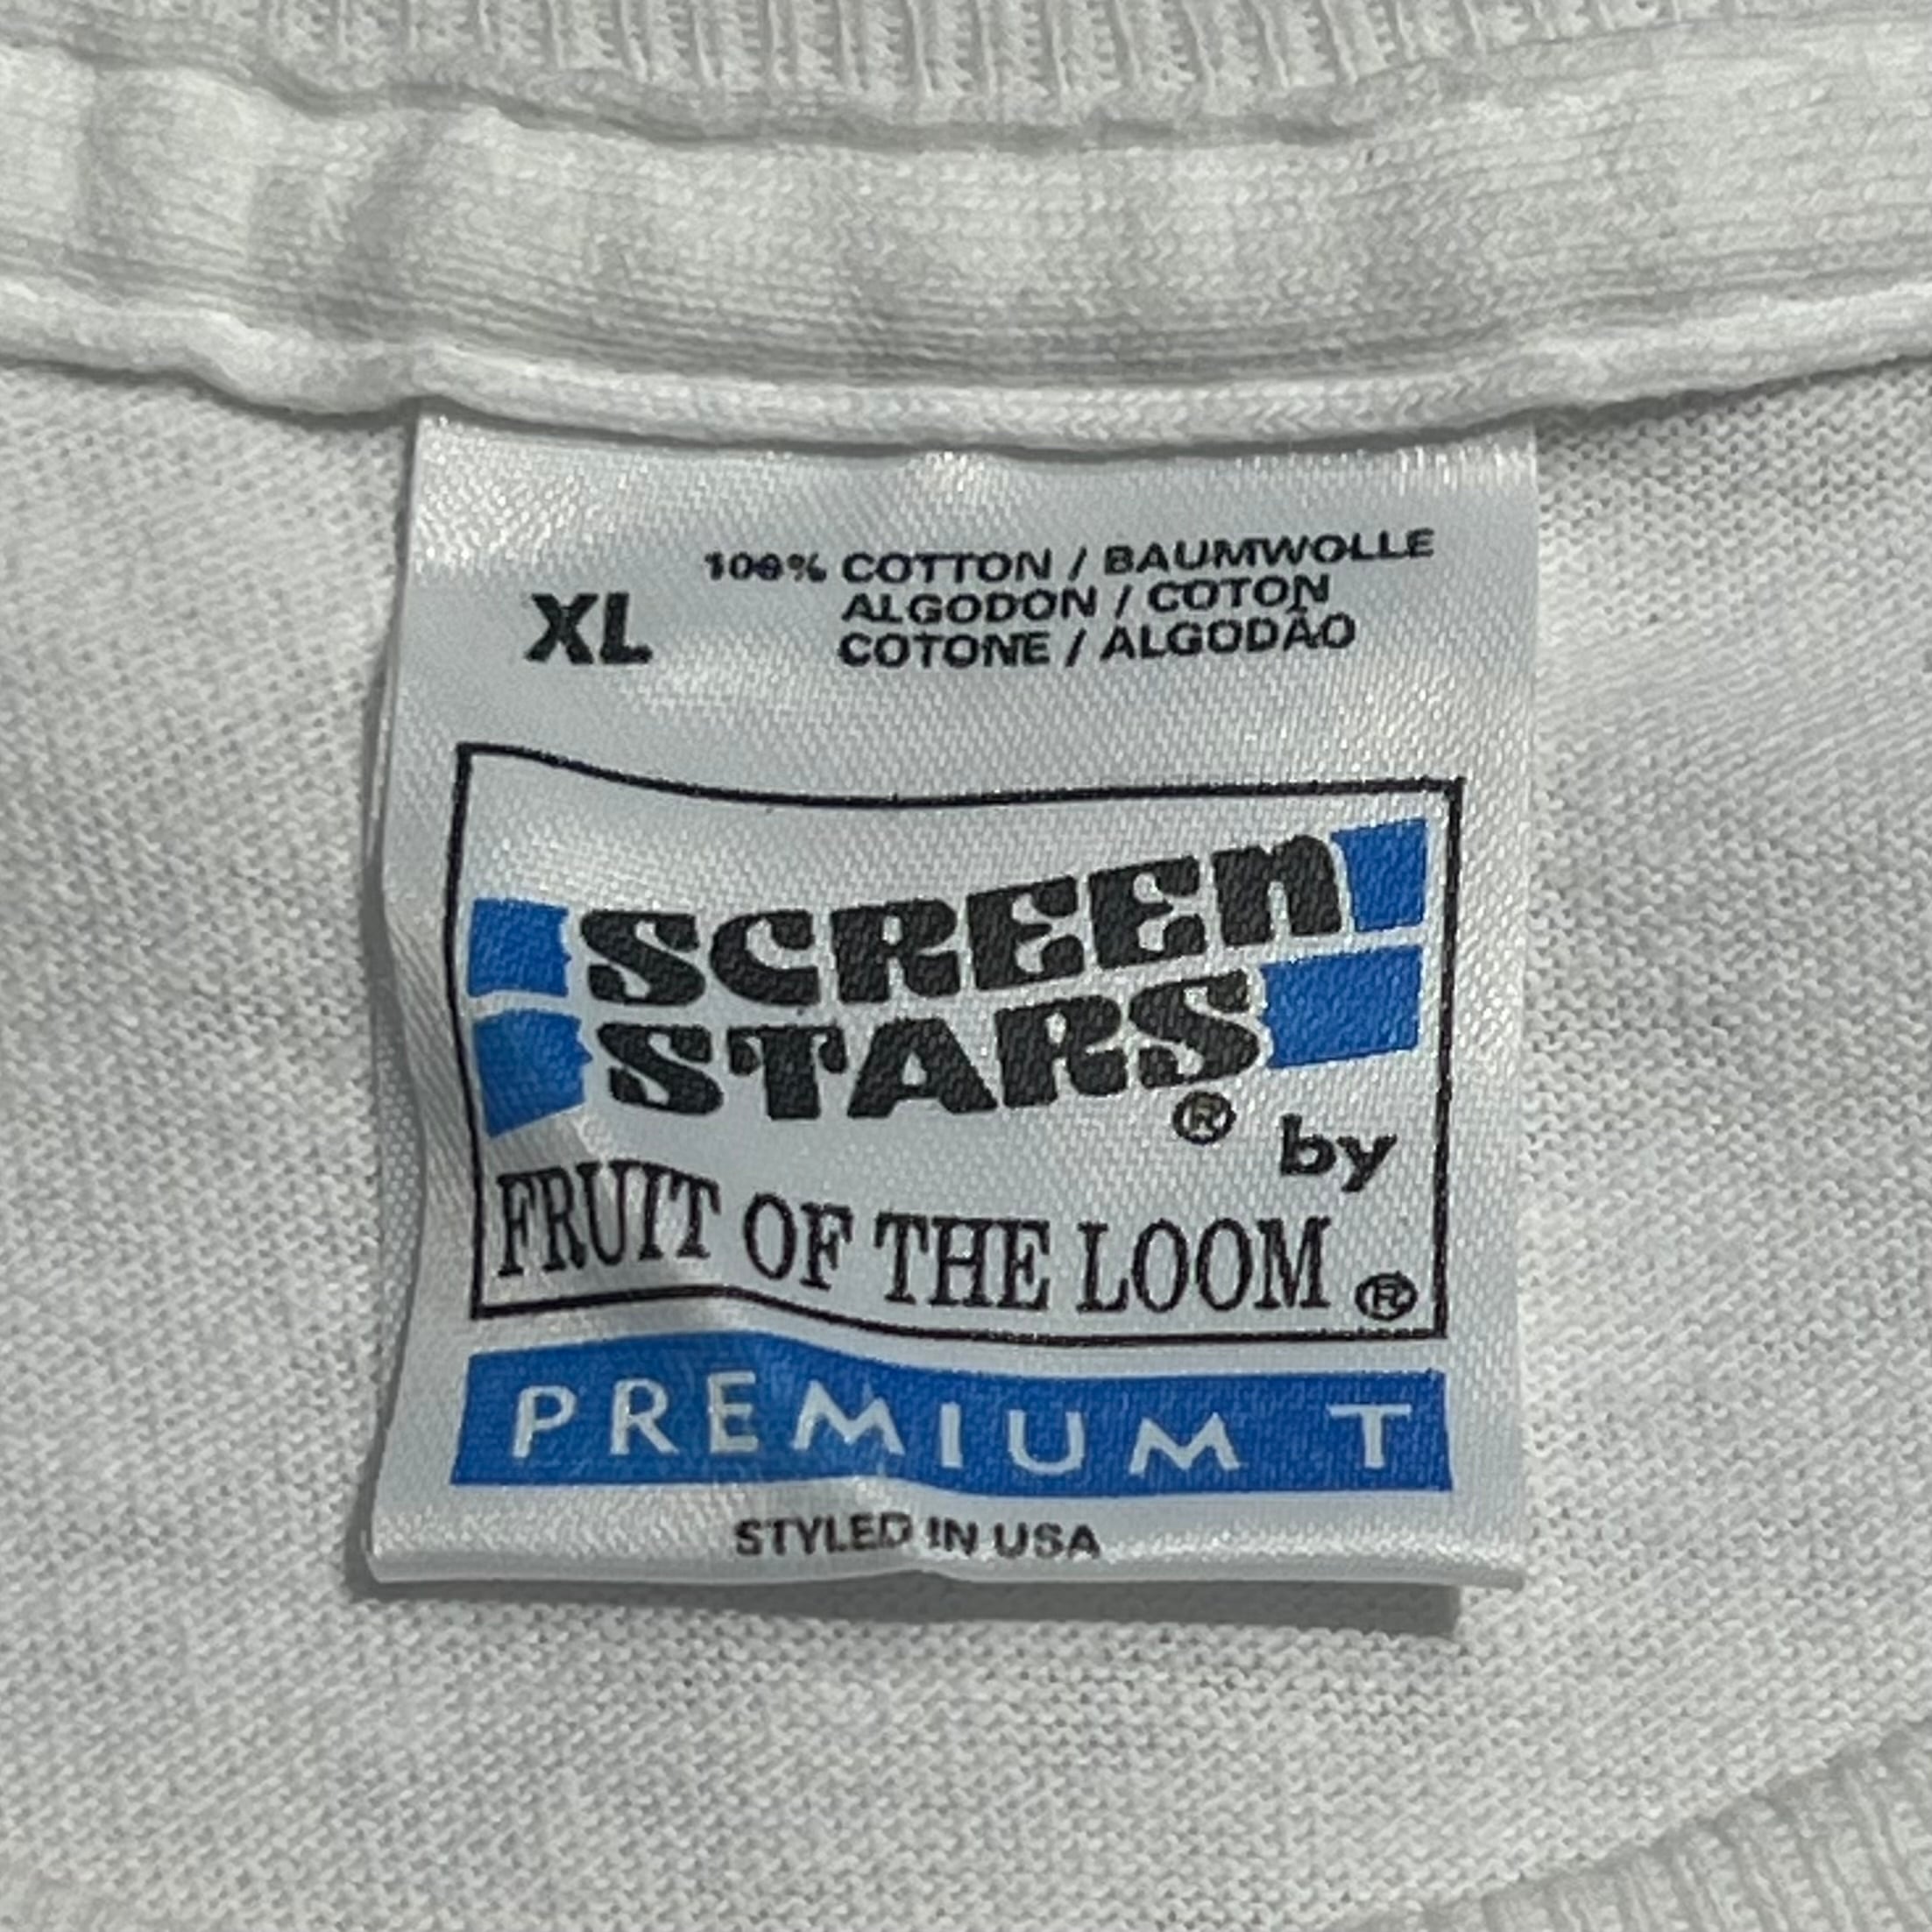 XL
100% COTTON / BAUMWOLLE
ALGODON / COTON
COTONE / ALGODÃO
SCREEN
STARS® by
FRUIT OF THE LOOM®
PREMIUM T
STYLED IN USA